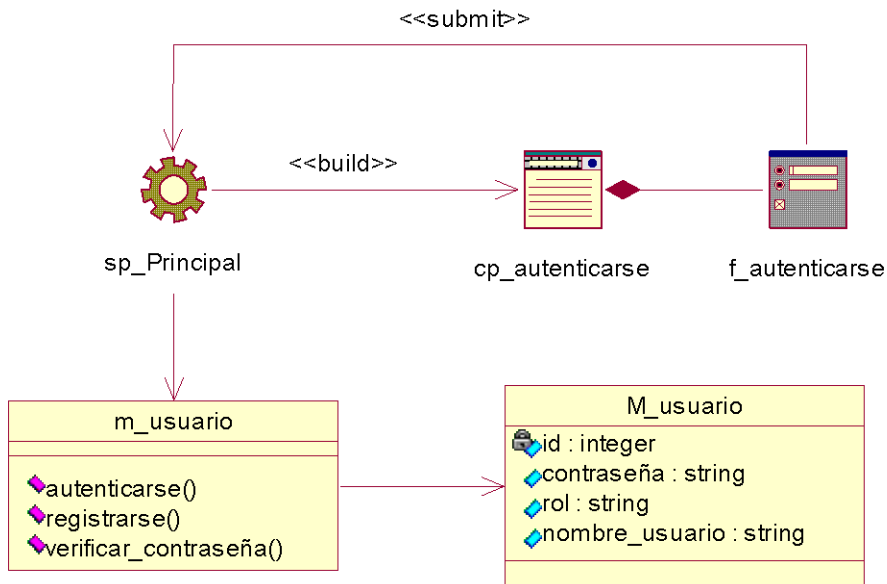 <<submit>>
<<build>>
sp_Principal
cp_autenticarse
f_autenticarse
m_usuario
autenticarse()
registrarse()
verificar_contraseña()
M_usuario
id : integer
contraseña : string
rol : string
nombre_usuario : string